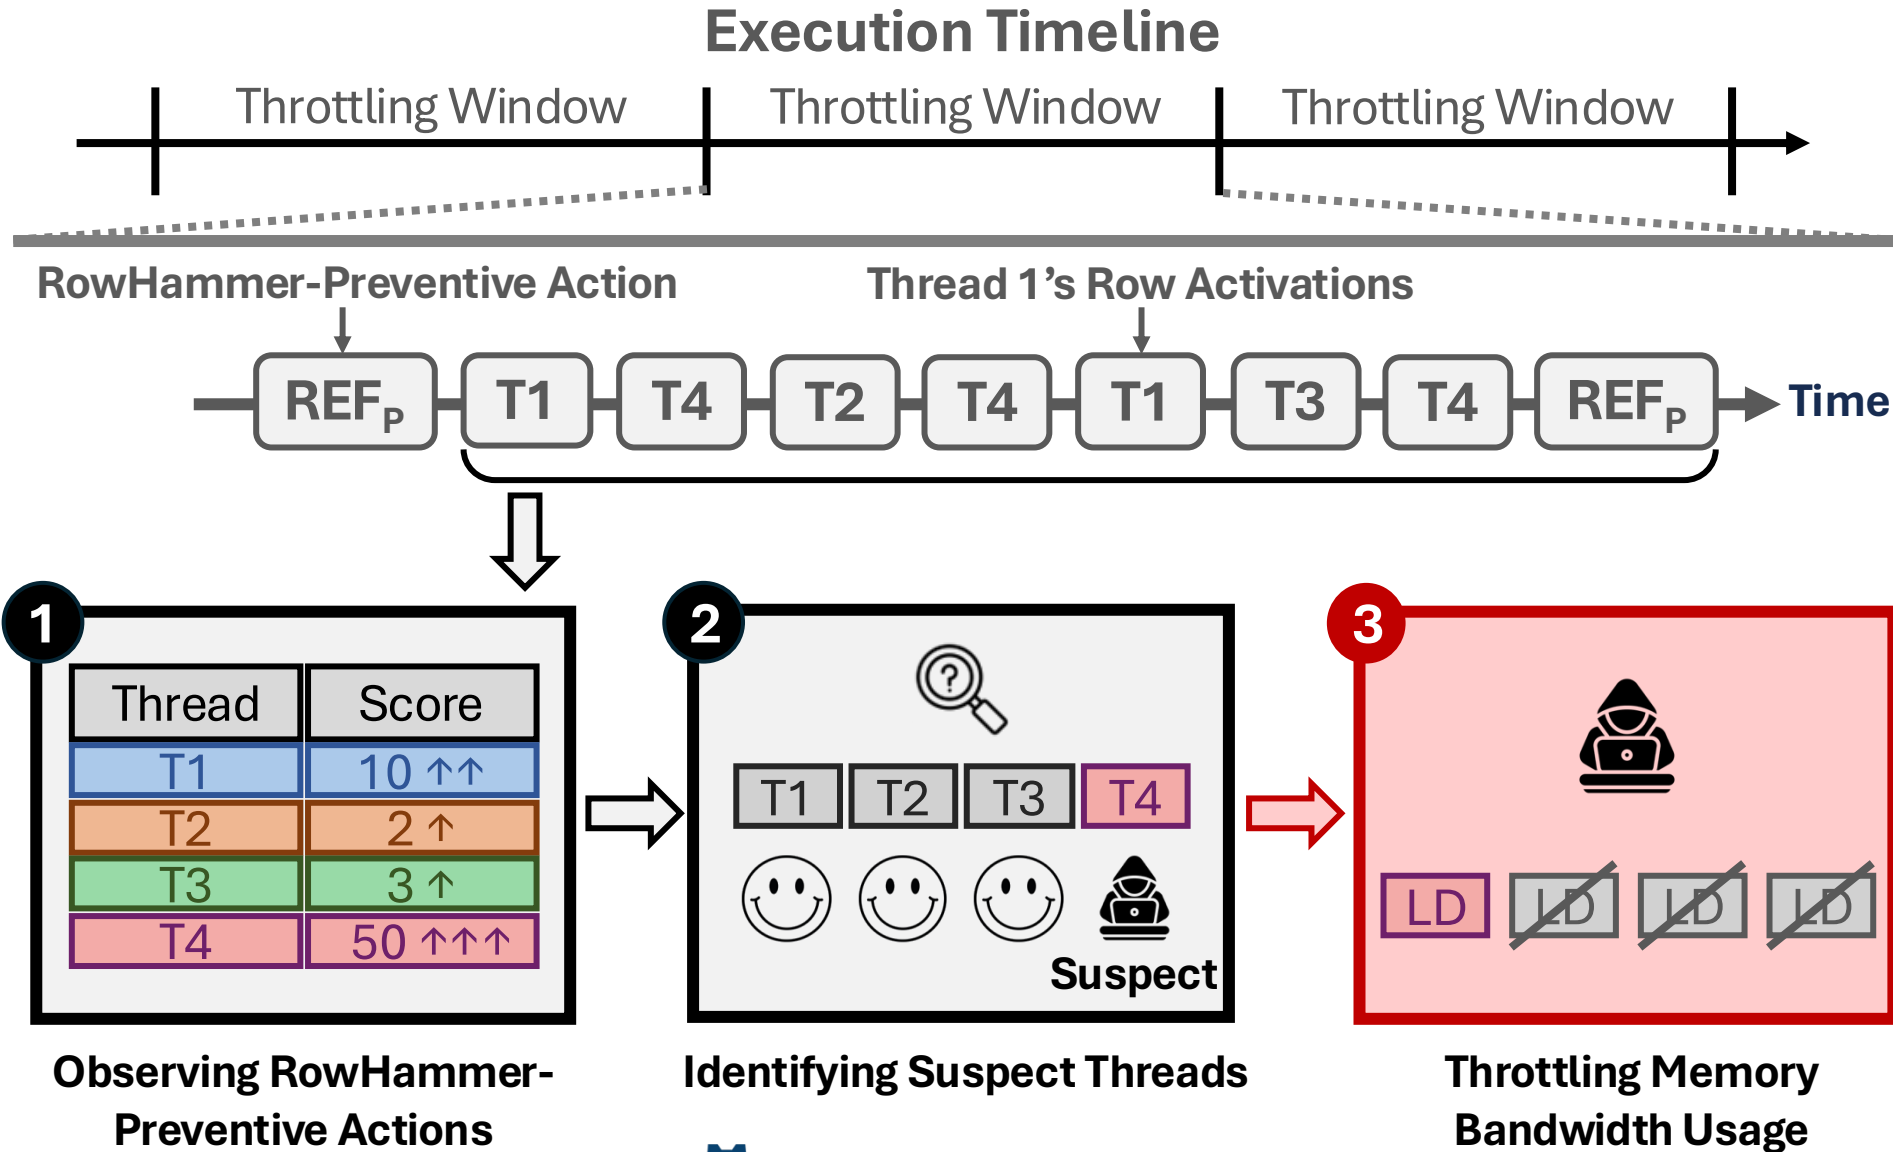 Execution Timeline
Throttling Window Throttling Window Throttling Window
RowHammer-Preventive Action Thread 1’s Row Activations
REFP T1 T4 T2 T4 T1 T3 T4 REFP Time
1 2 3
?
Thread Score
T1 10 ↑↑
T2 2 ↑
T3 3 ↑
T4 50 ↑↑↑
T1 T2 T3 T4
Suspect
LD LD LD LD
Observing RowHammer-
Preventive Actions
Identifying Suspect Threads
Throttling Memory
Bandwidth Usage